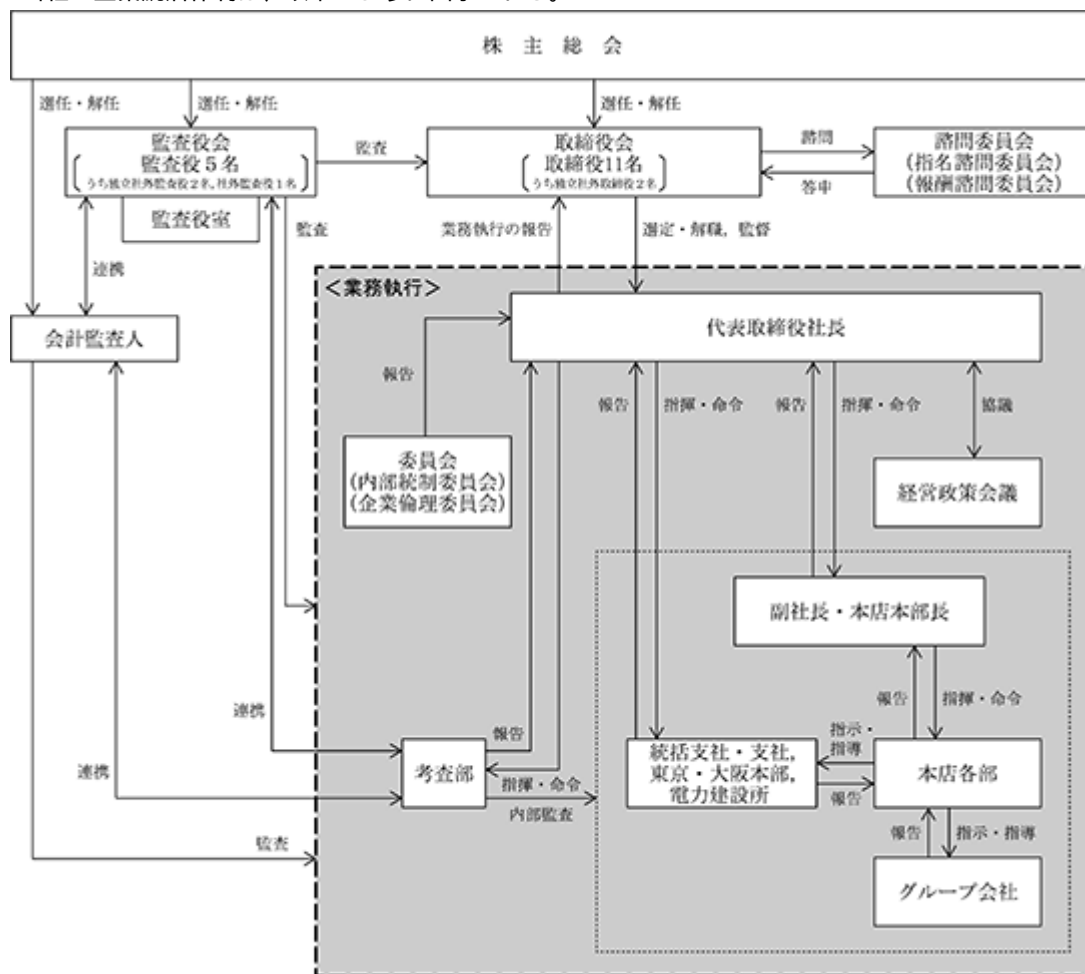 株主総会
選任・解任
選任・解任
選任・解任
監査役会
監査役5名
うち独立社外監査役2名、社外監査役1名
監査役室
監査
取締役会
取締役11名
うち独立社外取締役2名
諮問
答申
諮問委員会
(指名諮問委員会)
(報酬諮問委員会)
連携
監査
業務執行の報告
選定・解職，監督
<業務執行>
会計監査人
代表取締役社長
報告
報告
指揮・命令
報告
指揮・命令
協議
委員会
(内部統制委員会)
(企業倫理委員会)
経営政策会議
副社長・本店本部長
連携
報告
報告
指揮・命令
連携
考査部
指揮・命令
内部監査
統括支社・支社，
東京・大阪本部，
電力建設所
指示・
指導
報告
本店各部
監査
報告
指示・指導
グループ会社